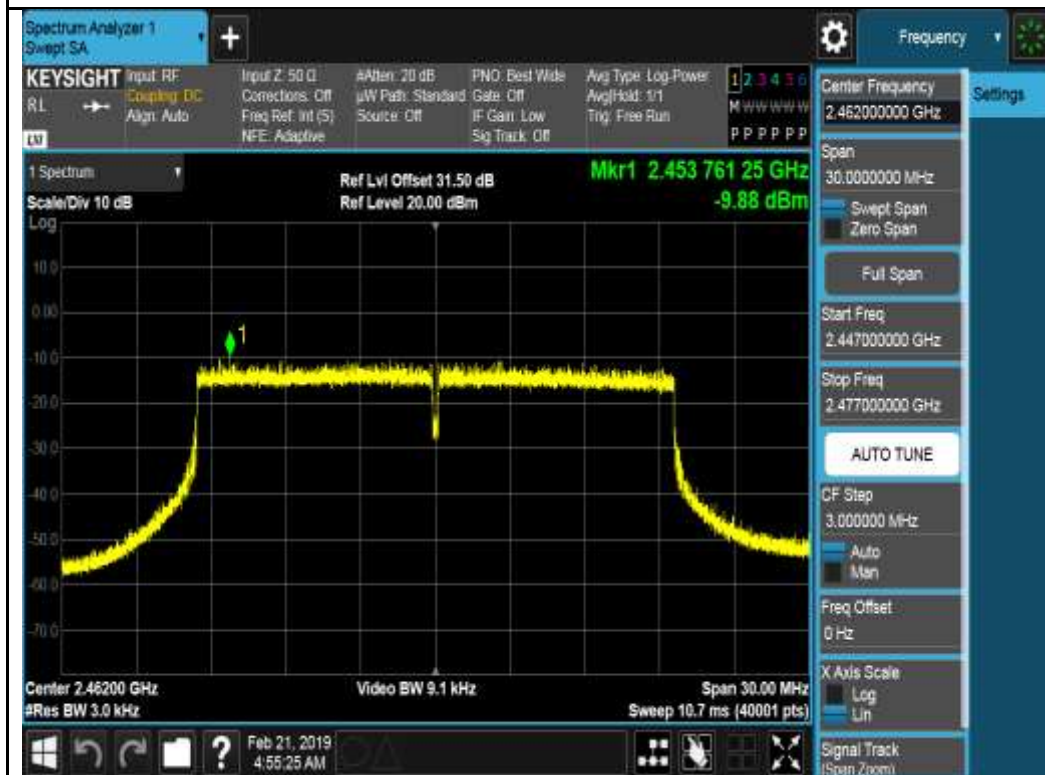 Spectrum Analyzer 1
Swept SA
+
Frequency
KEYSIGHT
RL
LW
Input: RF
Coupling: DC
Align: Auto
Input Z: 50 Ω
Corrections: Off
Freq Ref: Int (S)
NFE: Adaptive
#Atten: 20 dB
µW Path: Standard
Source: Off
PNO: Best Wide
Gate: Off
IF Gain: Low
Sig Track: Off
Avg Type: Log-Power
Avg|Hold: 1/1
Trig: Free Run
1 2 3 4 5 6
M W W W W W
P P P P P P
1 Spectrum
Scale/Div 10 dB
Log
Ref Lvl Offset 31.50 dB
Ref Level 20.00 dBm
Mkr1 2.453 761 25 GHz
-9.88 dBm
10.0
0.00
-10.0
-20.0
-30.0
-40.0
-50.0
-60.0
-70.0
1
Center 2.46200 GHz
#Res BW 3.0 kHz
Video BW 9.1 kHz
Span 30.00 MHz
Sweep 10.7 ms (40001 pts)
?
Feb 21, 2019
4:55:25 AM
Center Frequency
2.462000000 GHz
Settings
Span
30.0000000 MHz
Swept Span
Zero Span
Full Span
Start Freq
2.447000000 GHz
Stop Freq
2.477000000 GHz
AUTO TUNE
CF Step
3.000000 MHz
Auto
Man
Freq Offset
0 Hz
X Axis Scale
Log
Lin
Signal Track
(Span Zoom)